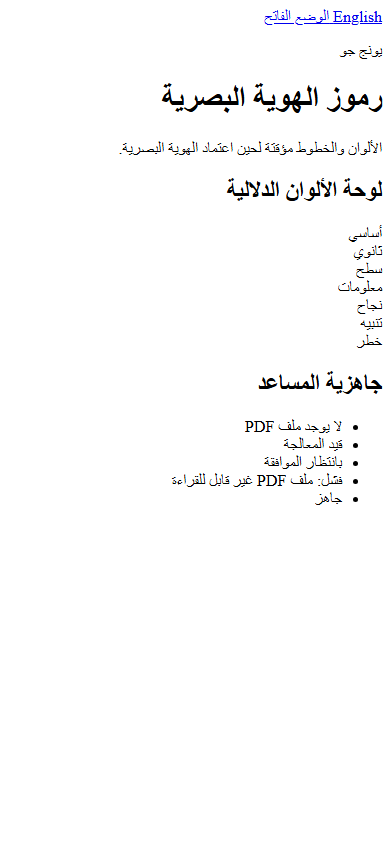 English الوضع الفاتح
يونج جو
رموز الهوية البصرية
الألوان والخطوط مؤقتة لحين اعتماد الهوية البصرية.
لوحة الألوان الدلالية
أساسي
ثانوي
سطح
معلومات
نجاح
تنبيه
خطر
جاهزية المساعد
لا يوجد ملف PDF
قيد المعالجة
بانتظار الموافقة
فشل: ملف PDF غير قابل للقراءة
جاهز